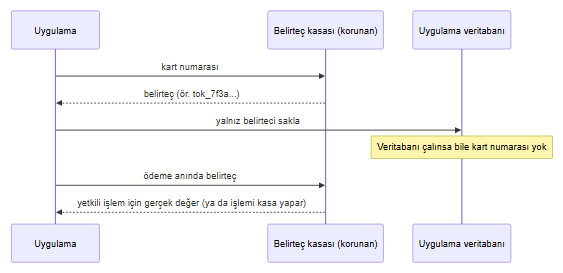 Uygulama
Belirteç kasası (korunan)
Uygulama veritabanı
kart numarası
belirteç (ör. tok_7f3a...)
yalnız belirteci sakla
Veritabanı çalınsa bile kart numarası yok
ödeme anında belirteç
yetkili işlem için gerçek değer (ya da işlemi kasa yapar)
Uygulama
Belirteç kasası (korunan)
Uygulama veritabanı